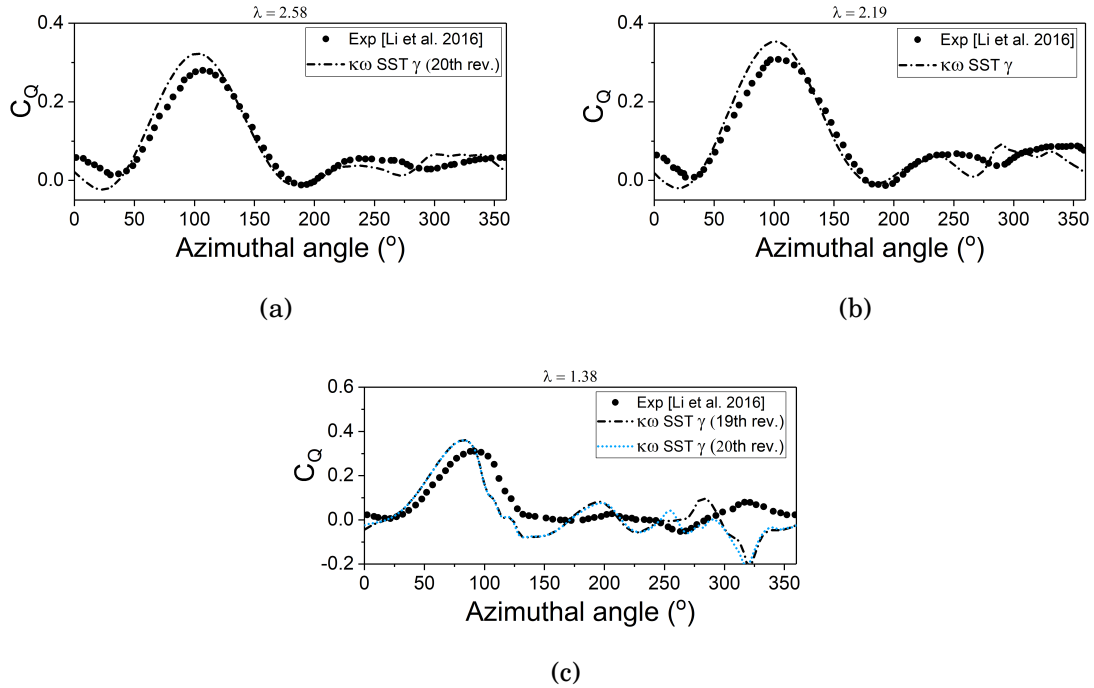 λ = 2.58
0.4
0.2
0.0
C_Q
Exp [Li et al. 2016]
κω SST γ (20th rev.)
0 50 100 150 200 250 300 350
Azimuthal angle (°)
(a)
λ = 2.19
0.4
0.2
0.0
C_Q
Exp [Li et al. 2016]
κω SST γ
0 50 100 150 200 250 300 350
Azimuthal angle (°)
(b)
λ = 1.38
0.6
0.4
0.2
0.0
-0.2
C_Q
Exp [Li et al. 2016]
κω SST γ (19th rev.)
κω SST γ (20th rev.)
0 50 100 150 200 250 300 350
Azimuthal angle (°)
(c)